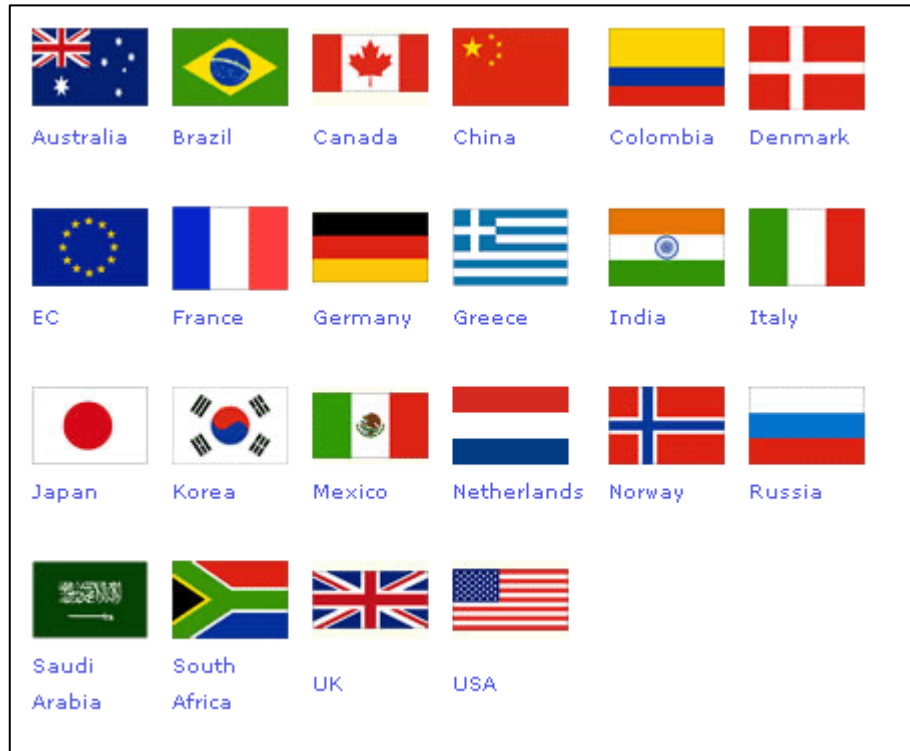 Australia Brazil Canada China Colombia Denmark
EC France Germany Greece India Italy
Japan Korea Mexico Netherlands Norway Russia
Saudi Arabia South Africa UK USA